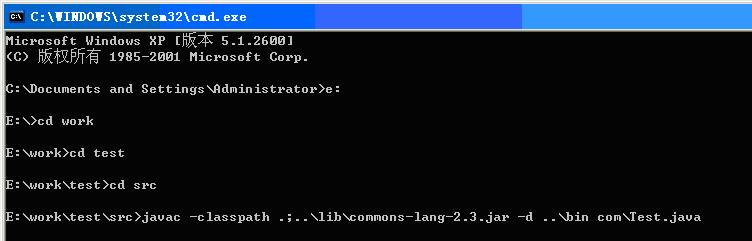 C:\WINDOWS\system32\cmd.exe
Microsoft Windows XP [版本 5.1.2600]
(C) 版权所有 1985-2001 Microsoft Corp.
C:\Documents and Settings\Administrator>e:
E:\>cd work
E:\work>cd test
E:\work\test>cd src
E:\work\test\src>javac -classpath .;..\lib\commons-lang-2.3.jar -d ..\bin com\Test.java